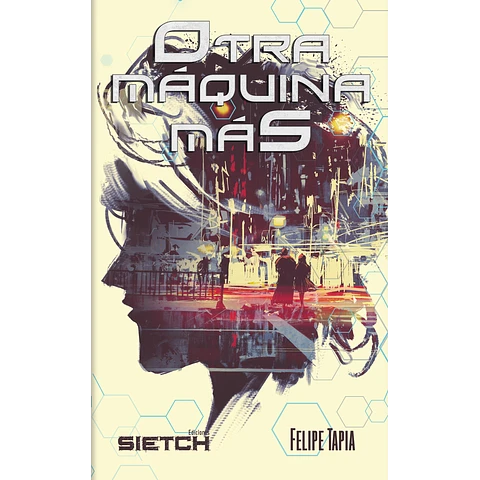 OTRA
MÁQUINA
MÁS
Ediciones
SIETCH
FELIPE TAPIA